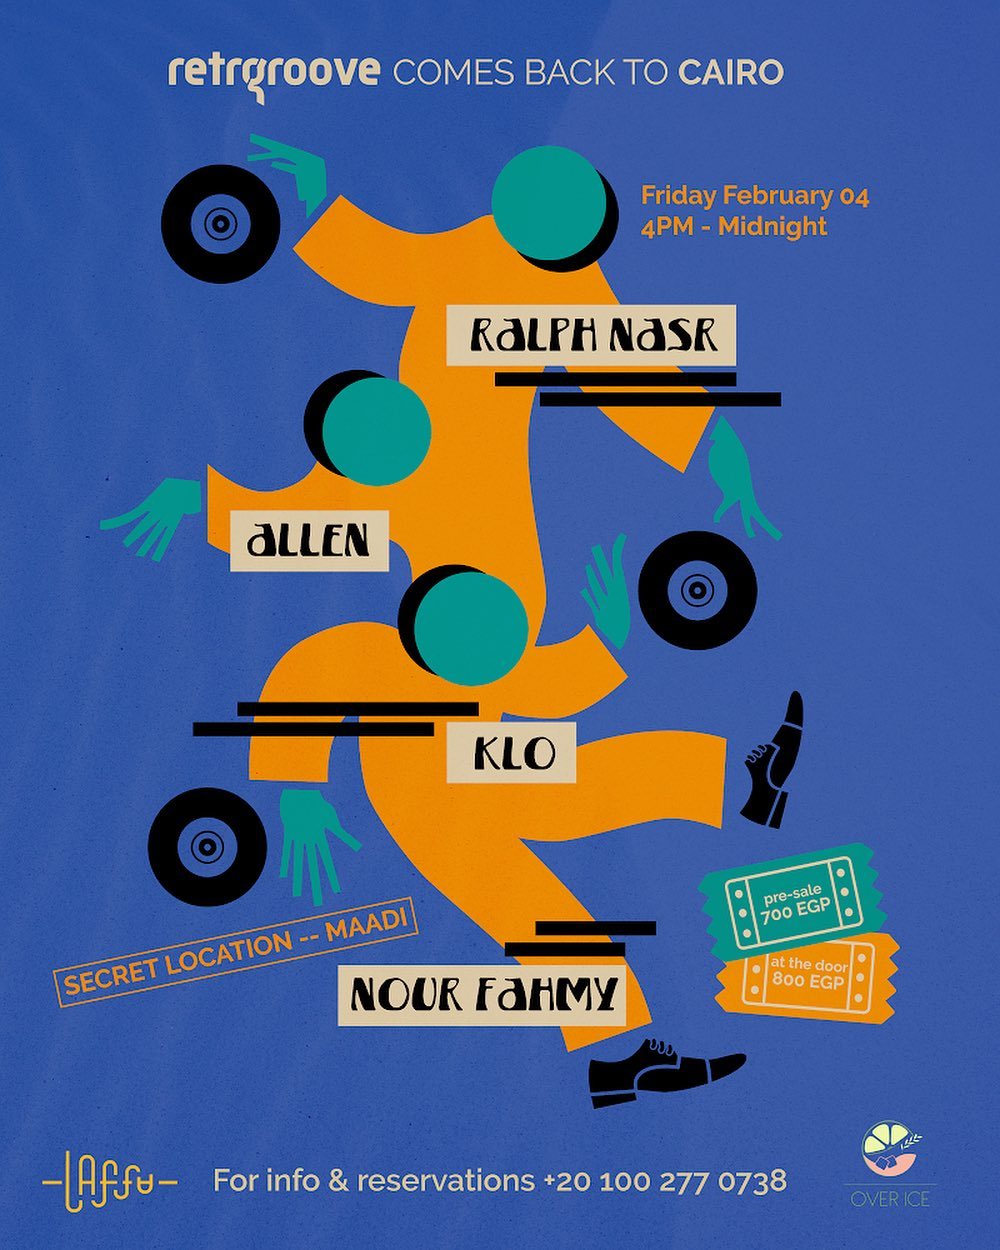 retrgroove COMES BACK TO CAIRO
Friday February 04
4PM - Midnight
RALPH NASR
ALLEN
KLO
SECRET LOCATION -- MAADI
pre-sale
700 EGP
at the door
800 EGP
NOUR FAHMY
Laffu
For info & reservations +20 100 277 0738
OVER ICE